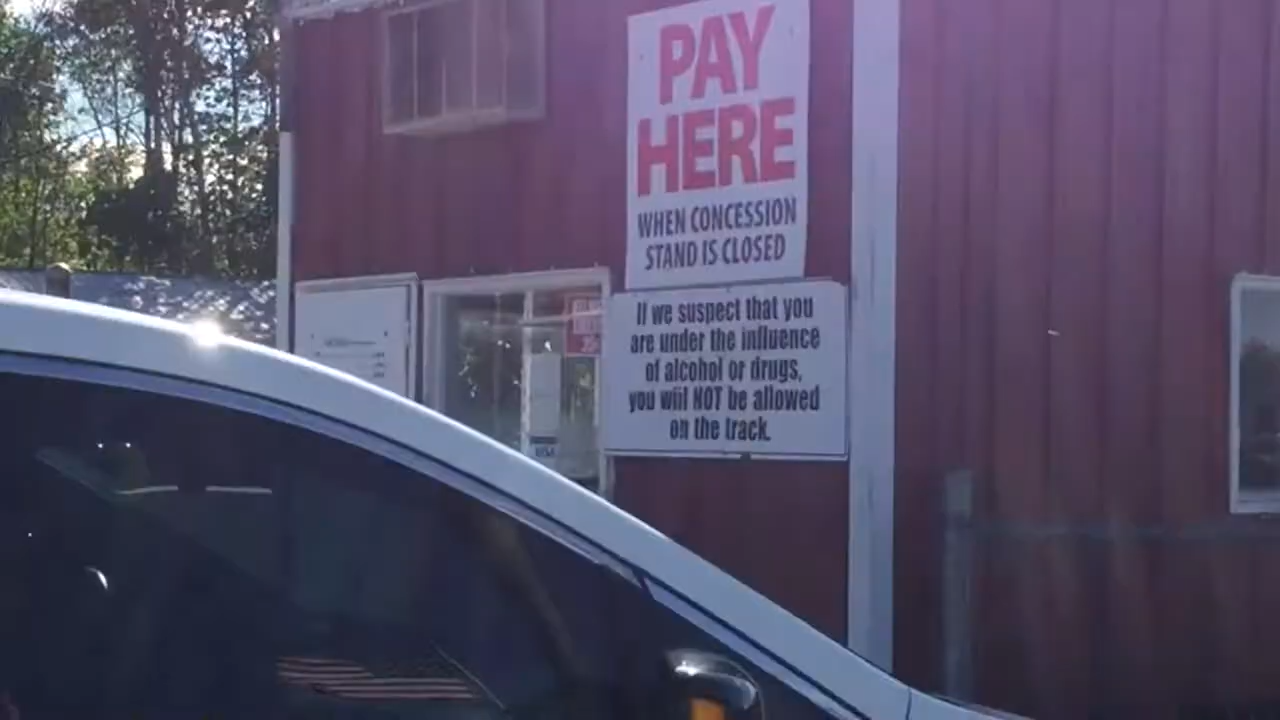 PAY
HERE
WHEN CONCESSION
STAND IS CLOSED
If we suspect that you
are under the influence
of alcohol or drugs,
you will NOT be allowed
on the track.